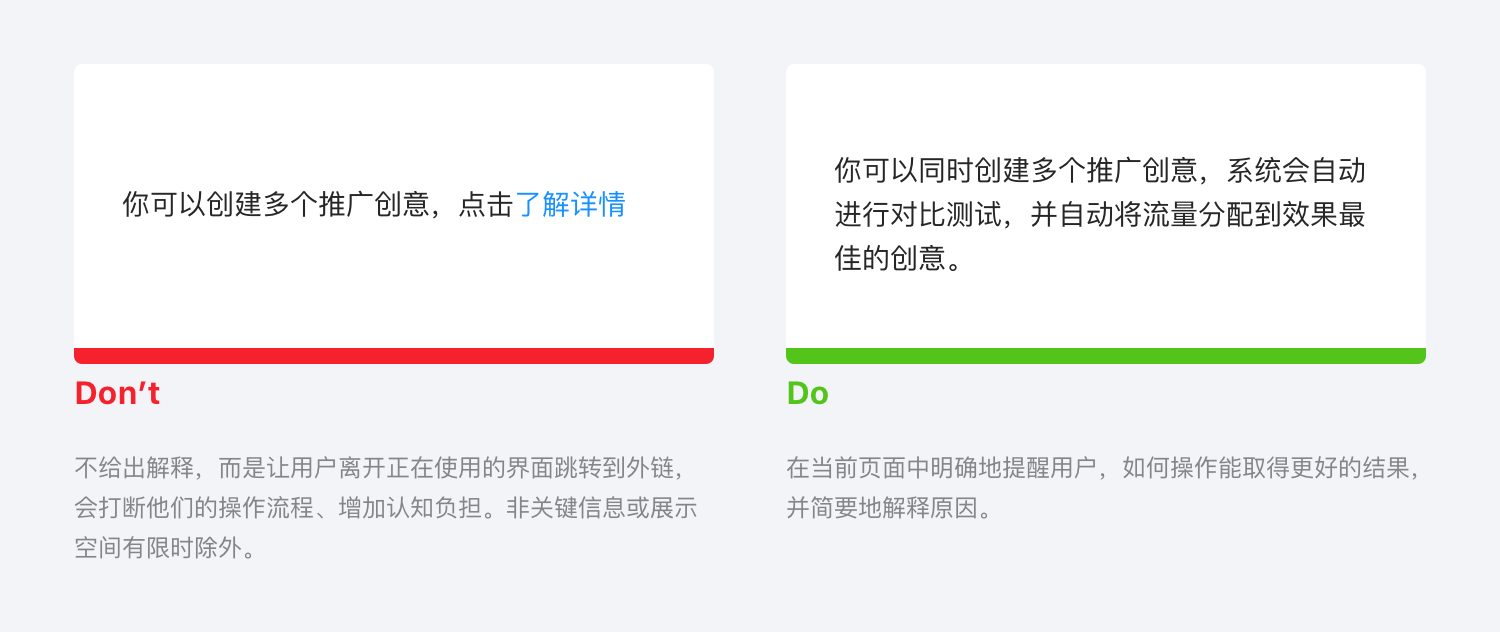 你可以创建多个推广创意，点击了解详情
Don’t
不给出解释，而是让用户离开正在使用的界面跳转到外链，
会打断他们的操作流程、增加认知负担。非关键信息或展示
空间有限时除外。
你可以同时创建多个推广创意，系统会自动
进行对比测试，并自动将流量分配到效果最
佳的创意。
Do
在当前页面中明确地提醒用户，如何操作能取得更好的结果，
并简要地解释原因。